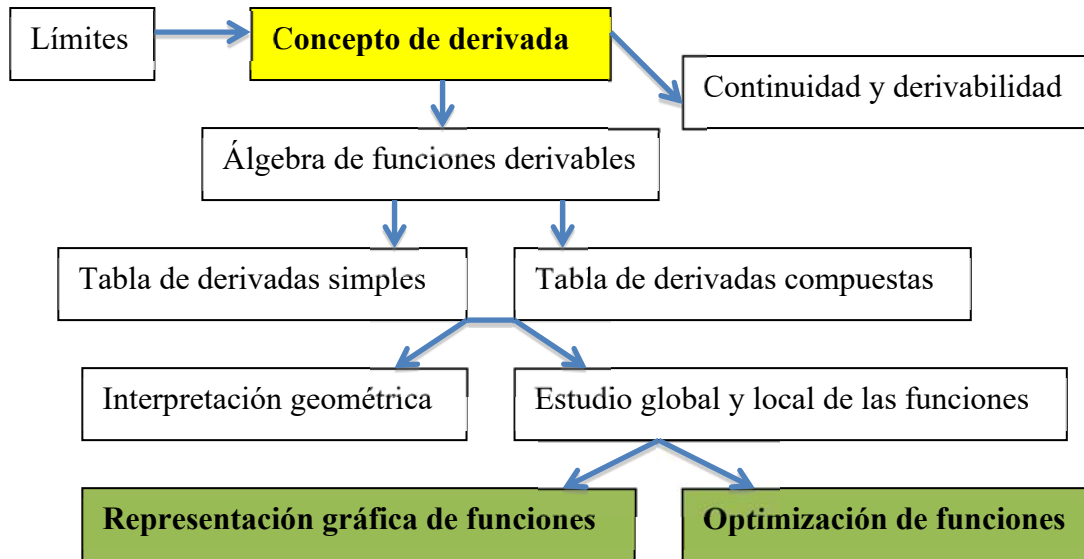 Límites
Concepto de derivada
Continuidad y derivabilidad
Álgebra de funciones derivables
Tabla de derivadas simples
Tabla de derivadas compuestas
Interpretación geométrica
Estudio global y local de las funciones
Representación gráfica de funciones
Optimización de funciones